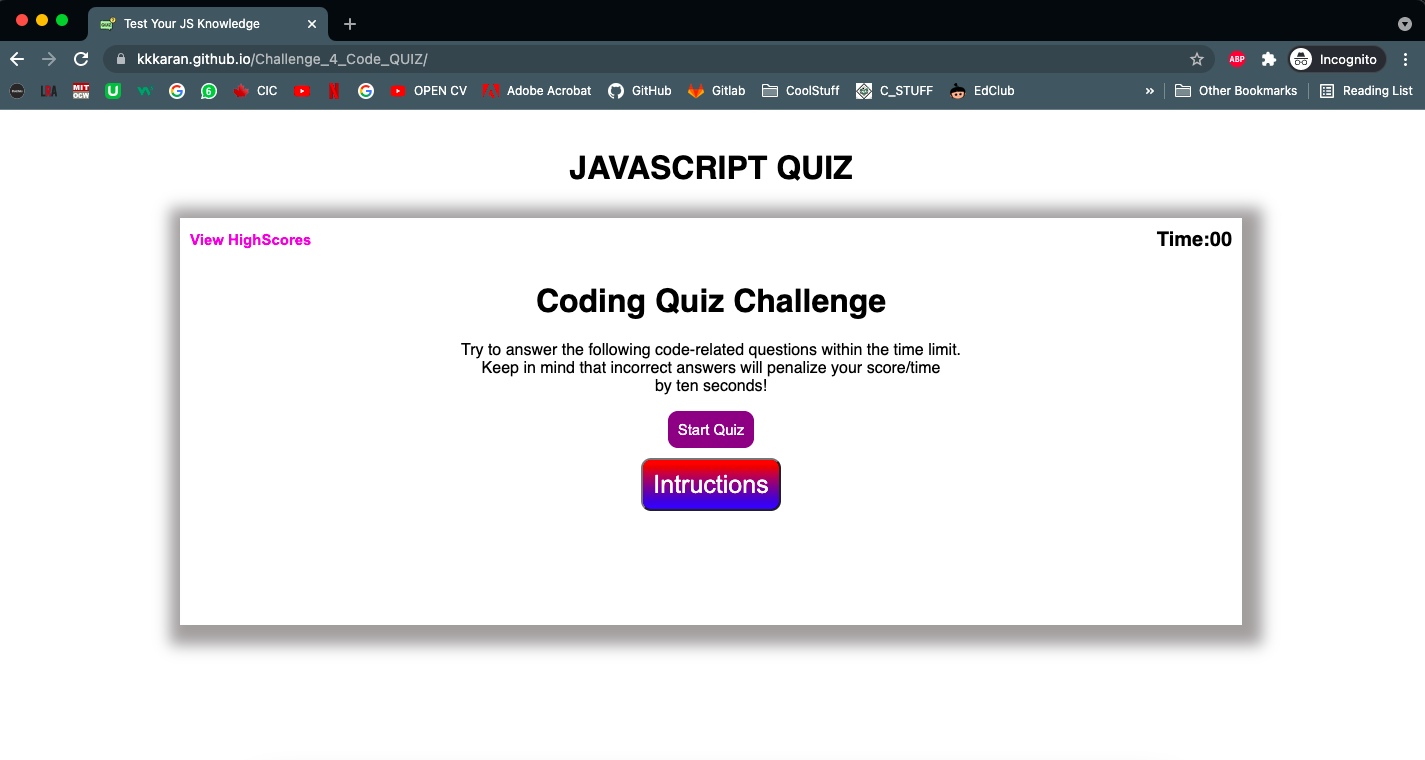 Test Your JS Knowledge
kkkaran.github.io/Challenge_4_Code_QUIZ/
ABP
Incognito
LRA
MIT OCW
U
6
CIC
OPEN CV
Adobe Acrobat
GitHub
Gitlab
CoolStuff
C_STUFF
EdClub
»
Other Bookmarks
Reading List
JAVASCRIPT QUIZ
View HighScores
Time:00
Coding Quiz Challenge
Try to answer the following code-related questions within the time limit.
Keep in mind that incorrect answers will penalize your score/time
by ten seconds!
Start Quiz
Intructions